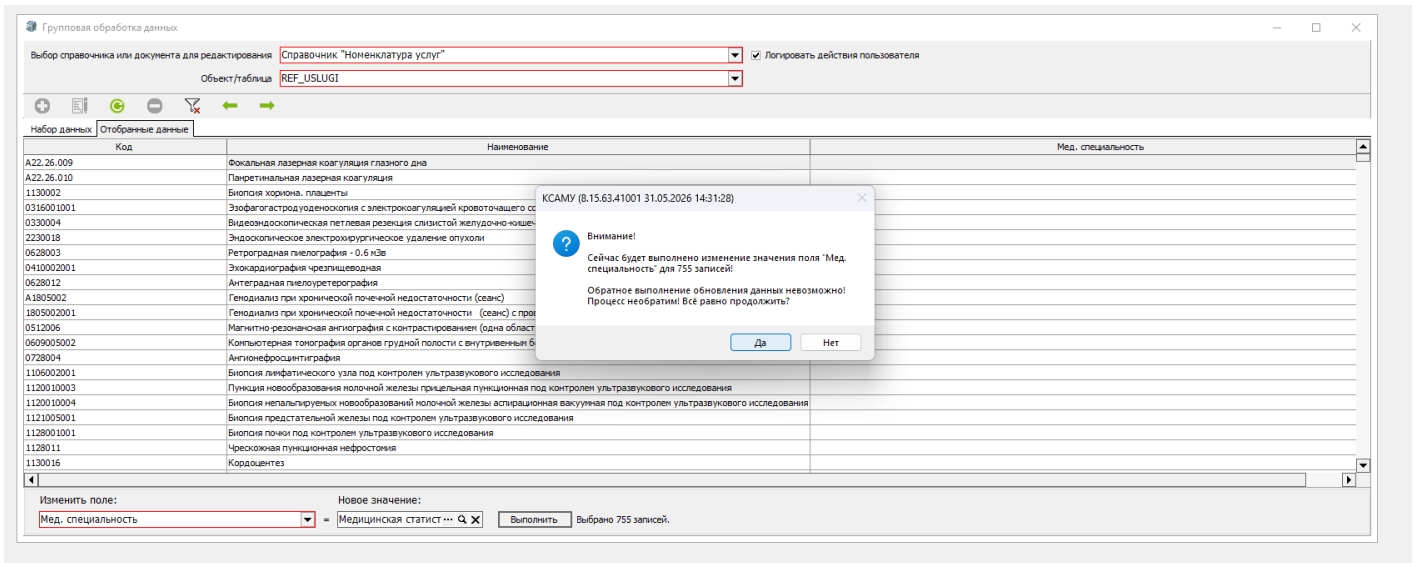 Групповая обработка данных
Выбор справочника или документа для редактирования Справочник "Номенклатура услуг" Логировать действия пользователя
Объект/таблица REF_USLUGI
Набор данных Отобранные данные
Код Наименование Мед. специальность
A22.26.009 Фокальная лазерная коагуляция глазного дна
A22.26.010 Панретинальная лазерная коагуляция
1130002 Биопсия хориона. плаценты
0316001001 Эзофагогастродуоденоскопия с электрокоагуляцией кровоточащего со
0330004 Видеоэндоскопическая петлевая резекция слизистой желудочно-кишеч
2230018 Эндоскопическое электрохирургическое удаление опухоли
0628003 Ретроградная пиелография - 0.6 мЗв
0410002001 Эхокардиография чрезпищеводная
0628012 Антеградная пиелоуретерография
A1805002 Гемодиализ при хронической почечной недостаточности (сеанс)
1805002001 Гемодиализ при хронической почечной недостаточности (сеанс) с про
0512006 Магнитно-резонансная ангиография с контрастированием (одна област
0609005002 Компьютерная томография органов грудной полости с внутривенным б
0728004 Ангионефросцинтиграфия
1106002001 Биопсия лимфатического узла под контролем ультразвукового исследования
1120010003 Пункция новообразования молочной железы прицельная пункционная под контролем ультразвукового исследования
1120010004 Биопсия непальпируемых новообразований молочной железы аспирационная вакуумная под контролем ультразвукового исследования
1121005001 Биопсия предстательной железы под контролем ультразвукового исследования
1128001001 Биопсия почки под контролем ультразвукового исследования
1128011 Чрескожная пункционная нефростомия
1130016 Кордоцентез
КСАМУ (8.15.63.41001 31.05.2026 14:31:28)
Внимание!
Сейчас будет выполнено изменение значения поля "Мед.
специальность" для 755 записей!
Обратное выполнение обновления данных невозможно!
Процесс необратим! Всё равно продолжить?
Да Нет
Изменить поле: Новое значение:
Мед. специальность = Медицинская статист ... Выполнить Выбрано 755 записей.